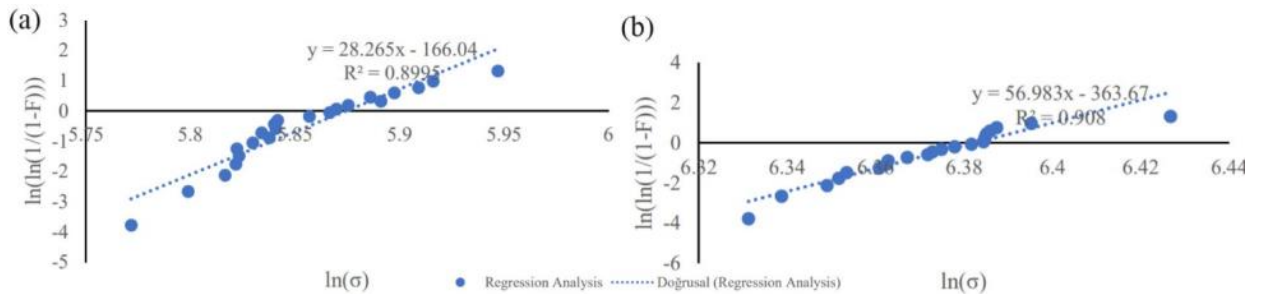 (a)
3
2
1
0
-1
-2
-3
-4
-5
5.75
5.8
5.85
5.9
5.95
6
y = 28.265x - 166.04
R² = 0.8995
ln(ln(1/(1-F)))
ln(σ)
(b)
4
2
0
-2
-4
-6
6.32
6.34
6.36
6.38
6.4
6.42
6.44
y = 56.983x - 363.67
R² = 0.908
ln(ln(1/(1-F)))
ln(σ)
Regression Analysis
Doğrusal (Regression Analysis)